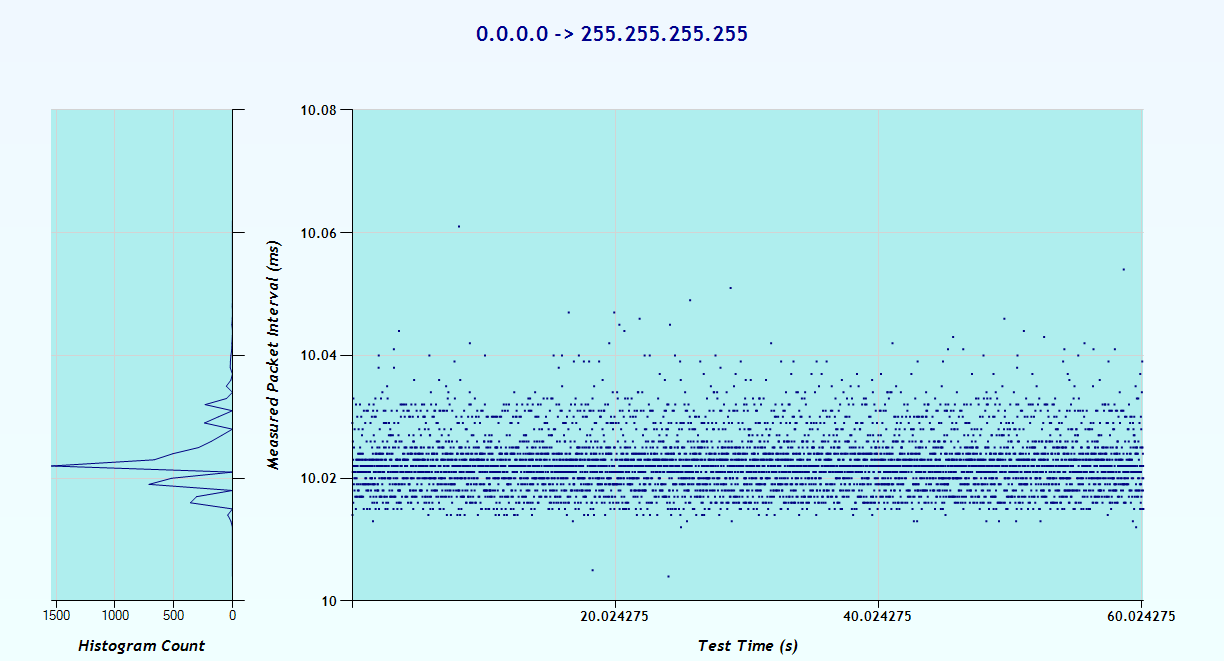 0.0.0.0 -> 255.255.255.255
10.08
10.06
10.04
10.02
10
Measured Packet Interval (ms)
1500 1000 500 0
20.024275 40.024275 60.024275
Histogram Count
Test Time (s)